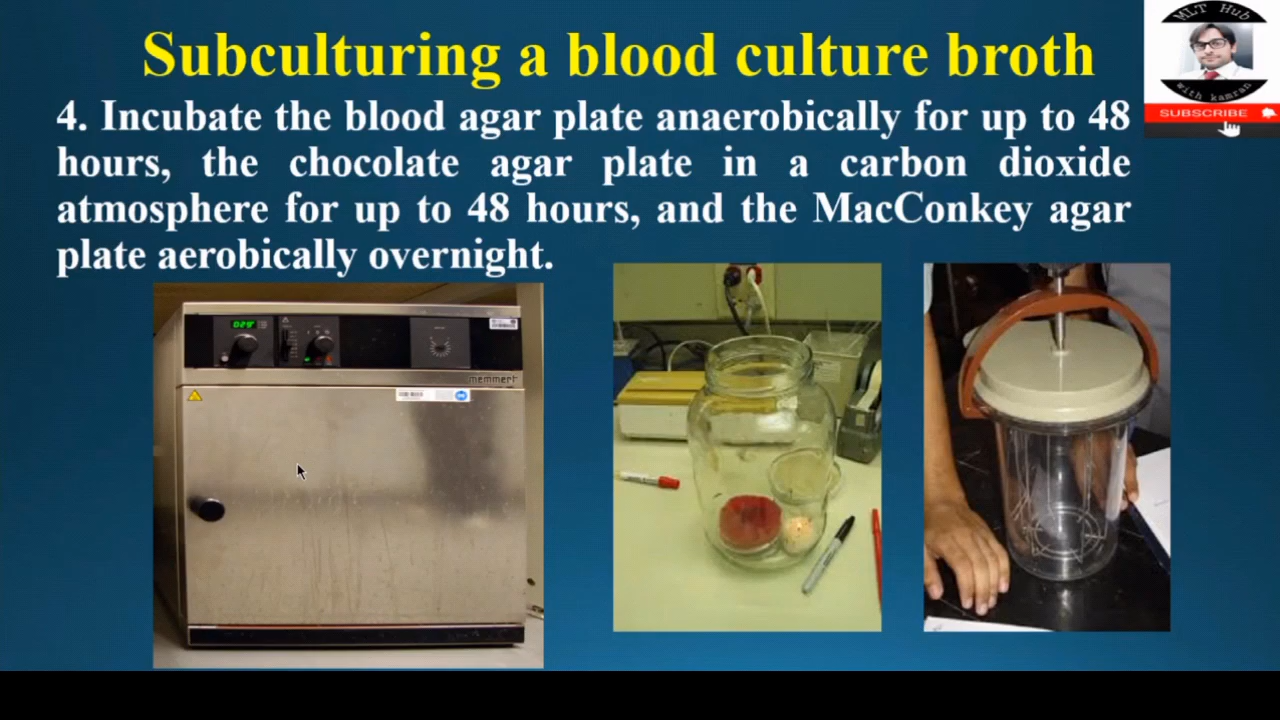 Subculturing a blood culture broth
MLT Hub
with kamran
SUBSCRIBE
4. Incubate the blood agar plate anaerobically for up to 48
hours, the chocolate agar plate in a carbon dioxide
atmosphere for up to 48 hours, and the MacConkey agar
plate aerobically overnight.
memmert